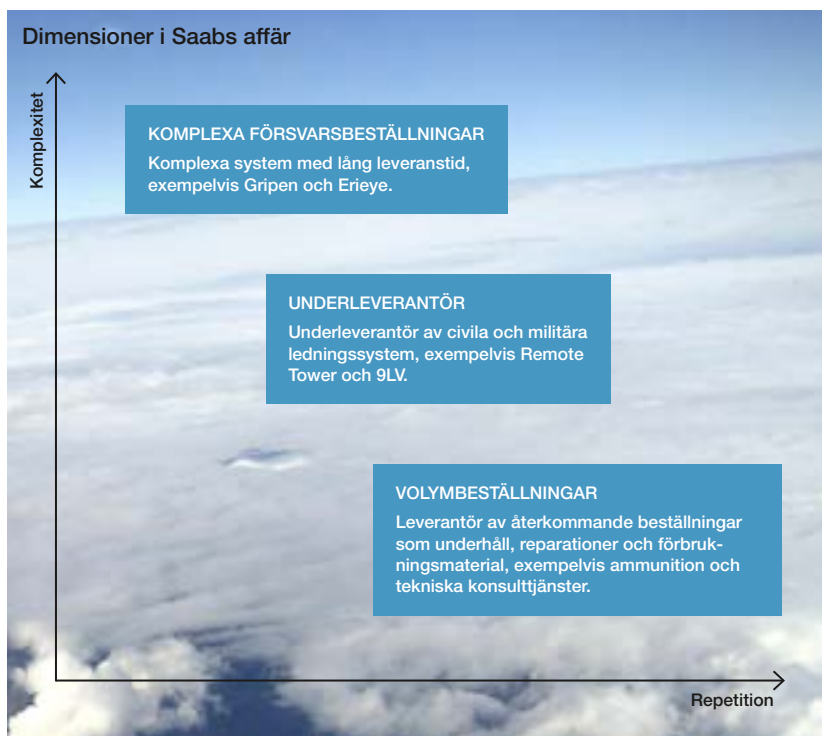 Dimensioner i Saabs affär
Komplexitet
KOMPLEXA FÖRSVARSBESTÄLLNINGAR
Komplexa system med lång leveranstid,
exempelvis Gripen och Erieye.
UNDERLEVERANTÖR
Underleverantör av civila och militära
ledningssystem, exempelvis Remote
Tower och 9LV.
VOLYMBESTÄLLNINGAR
Leverantör av återkommande beställningar
som underhåll, reparationer och förbruk-
ningsmaterial, exempelvis ammunition och
tekniska konsulttjänster.
Repetition